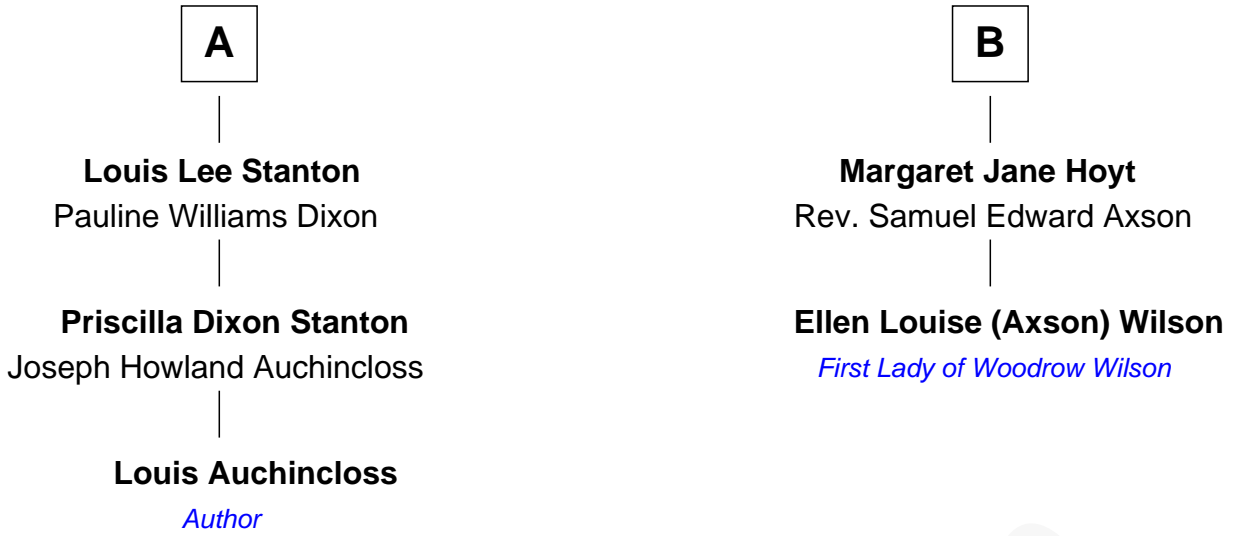 A
Louis Lee Stanton
Pauline Williams Dixon
Priscilla Dixon Stanton
Joseph Howland Auchincloss
Louis Auchincloss
Author
B
Margaret Jane Hoyt
Rev. Samuel Edward Axson
Ellen Louise (Axson) Wilson
First Lady of Woodrow Wilson